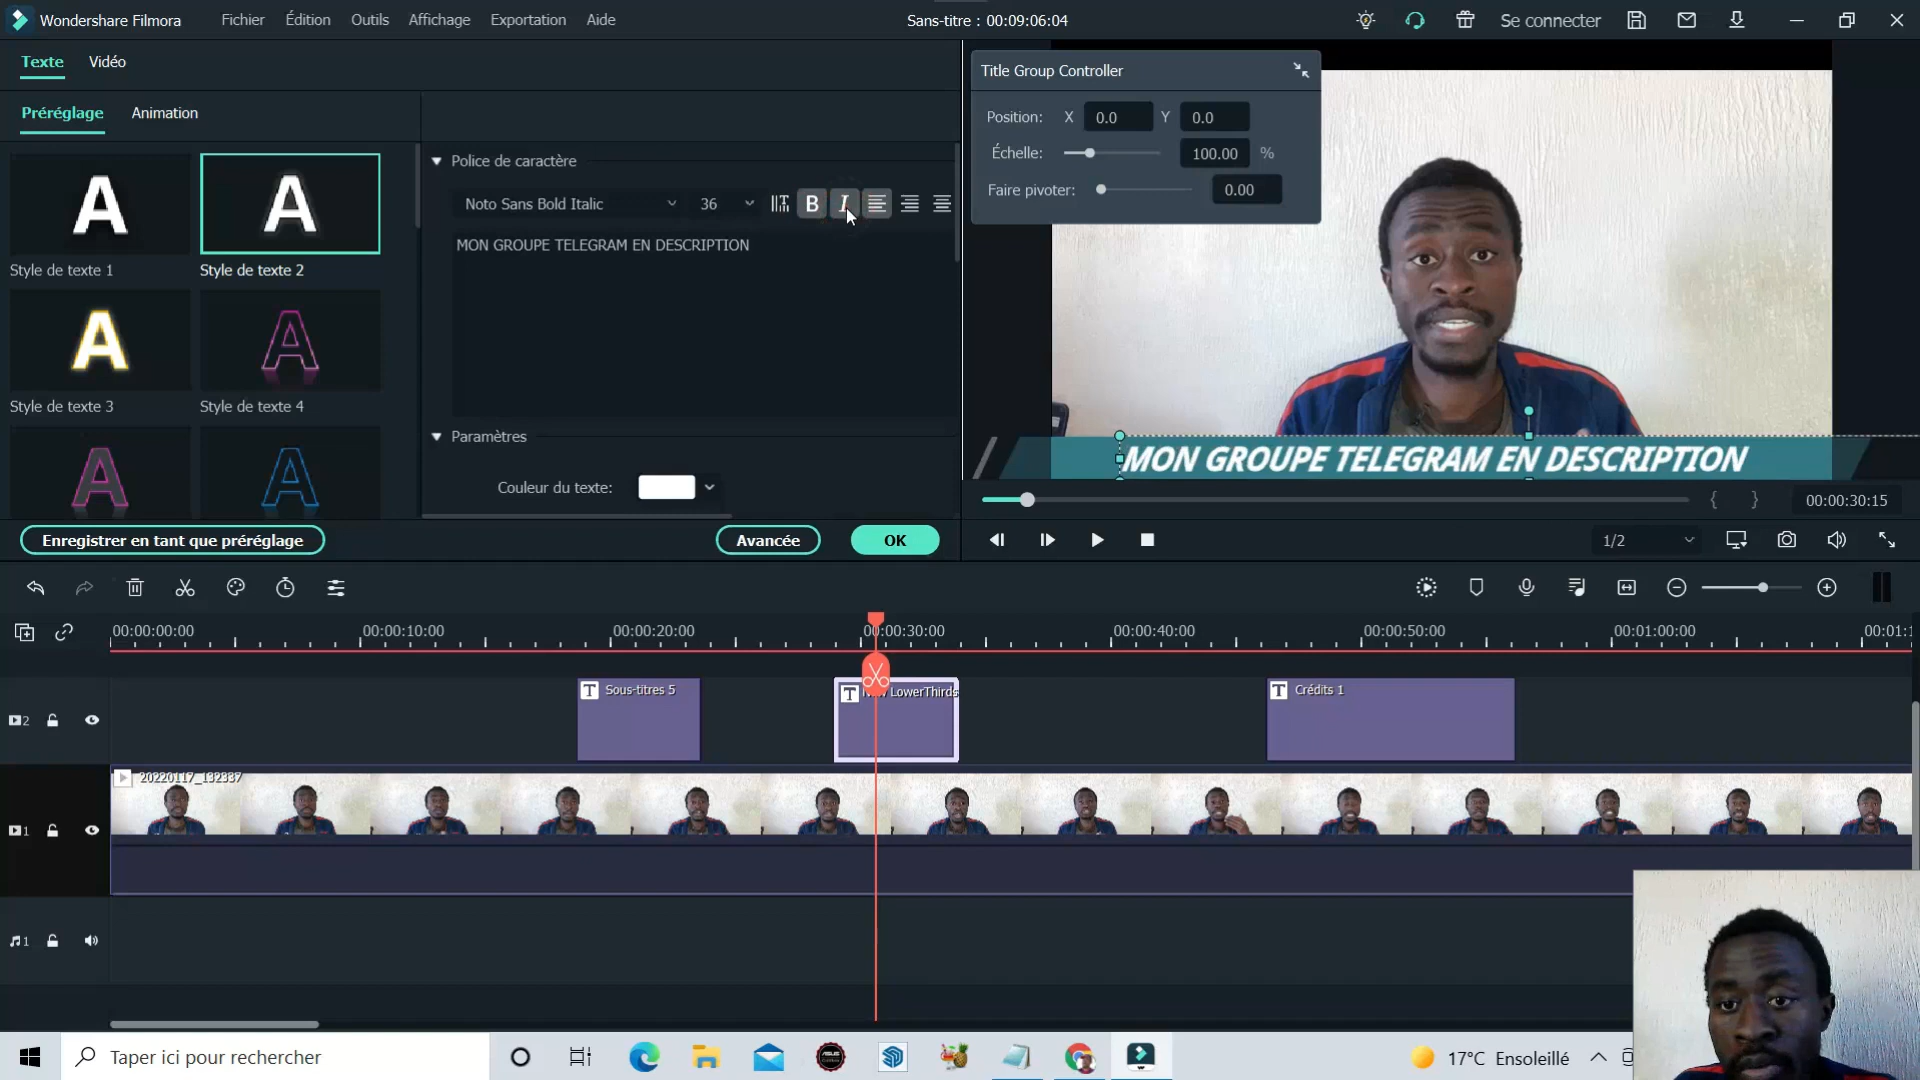 Wondershare Filmora
Fichier
Édition
Outils
Affichage
Exportation
Aide
Sans-titre : 00:09:06:04
Se connecter
Texte
Vidéo
Préréglage
Animation
Style de texte 1
Style de texte 2
Style de texte 3
Style de texte 4
Police de caractère
Noto Sans Bold Italic
36
B
I
MON GROUPE TELEGRAM EN DESCRIPTION
Paramètres
Couleur du texte:
Enregistrer en tant que préréglage
Avancée
OK
Title Group Controller
Position:
X
0.0
Y
0.0
Échelle:
100.00
%
Faire pivoter:
0.00
MON GROUPE TELEGRAM EN DESCRIPTION
{
}
00:00:30:15
1/2
00:00:00:00
00:00:10:00
00:00:20:00
00:00:30:00
00:00:40:00
00:00:50:00
00:01:00:00
00:01:1
2
T
Sous-titres 5
T
LowerThirds
T
Crédits 1
1
20220117_132337
1
Taper ici pour rechercher
17°C Ensoleillé